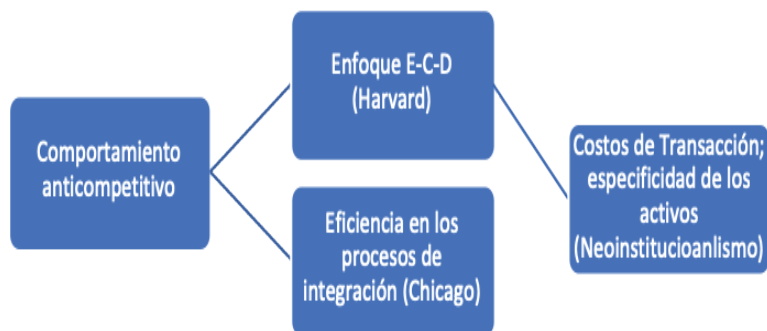 Comportamiento
anticompetitivo
Enfoque E-C-D
(Harvard)
Eficiencia en los
procesos de
integración (Chicago)
Costos de Transacción;
especificidad de los
activos
(Neoinstitucioanlismo)